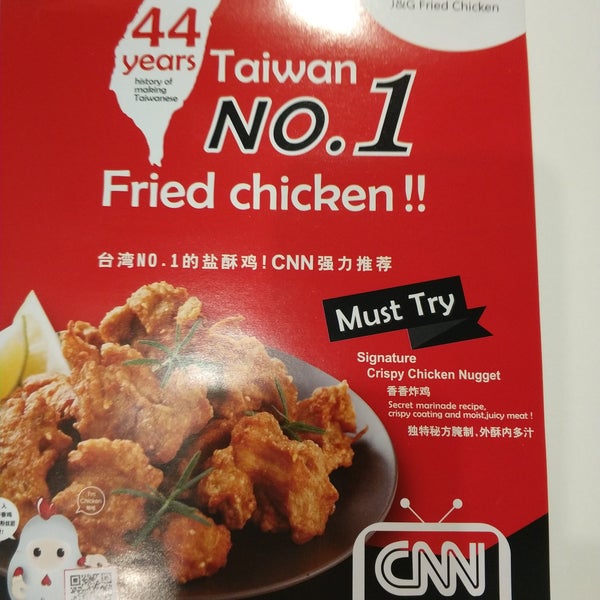 J&G Fried Chicken
44
years
history of
making
Taiwanese
Taiwan
NO.1
Fried chicken!!
台湾NO.1的盐酥鸡!CNN强力推荐
Must Try
Signature
Crispy Chicken Nugget
香香炸鸡
Secret marinade recipe,
crispy coating and moist,juicy meat!
独特秘方腌制,外酥内多汁
Chicken
CNN